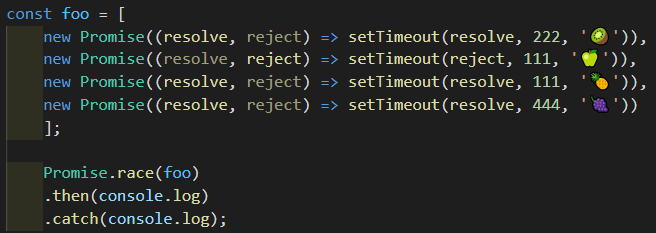 const foo = [
    new Promise((resolve, reject) => setTimeout(resolve, 222, '🥝')),
    new Promise((resolve, reject) => setTimeout(reject, 111, '🍏')),
    new Promise((resolve, reject) => setTimeout(resolve, 111, '🍍')),
    new Promise((resolve, reject) => setTimeout(resolve, 444, '🍇'))
    ];
    Promise.race(foo)
    .then(console.log)
    .catch(console.log);